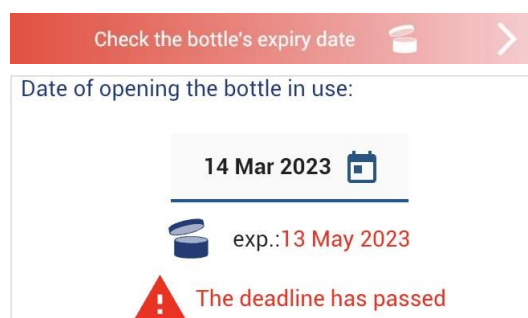 Check the bottle's expiry date
Date of opening the bottle in use:
14 Mar 2023
exp.:13 May 2023
The deadline has passed